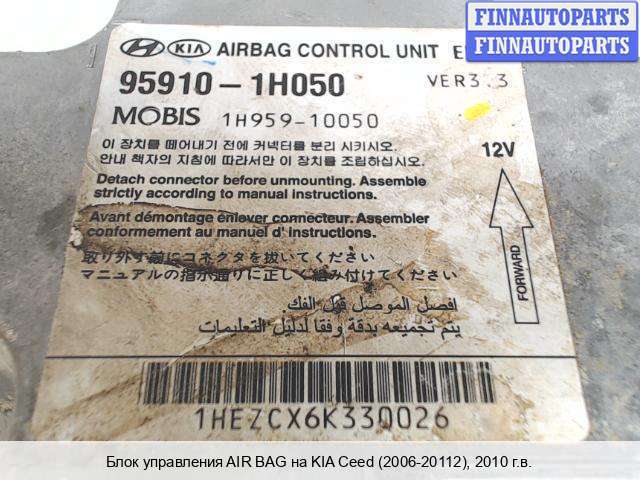 FINNAUTOPARTS
FINNAUTOPARTS
HYUNDAI KIA AIRBAG CONTROL UNIT E
95910-1H050 VER3.3
MOBIS 1H959-10050
이 장치를 떼어내기 전에 커넥터를 분리 시키시오.
안내 책자의 지침에 따라서만 이 장치를 조립하십시오.
12V
Detach connector before unmounting. Assemble
strictly according to manual instructions.
Avant démontage enlever connecteur. Assembler
conformement au manuel d' instructions.
FORWARD
取り外す前にコネクタを抜いてください
マニュアルの指示通りに正しく組み付けてください
افصل الموصل قبل الفك.
يتم تجميعه بدقة وفقا لدليل التعليمات
1HEZCX6K330026
Блок управления AIR BAG на KIA Ceed (2006-20112), 2010 г.в.